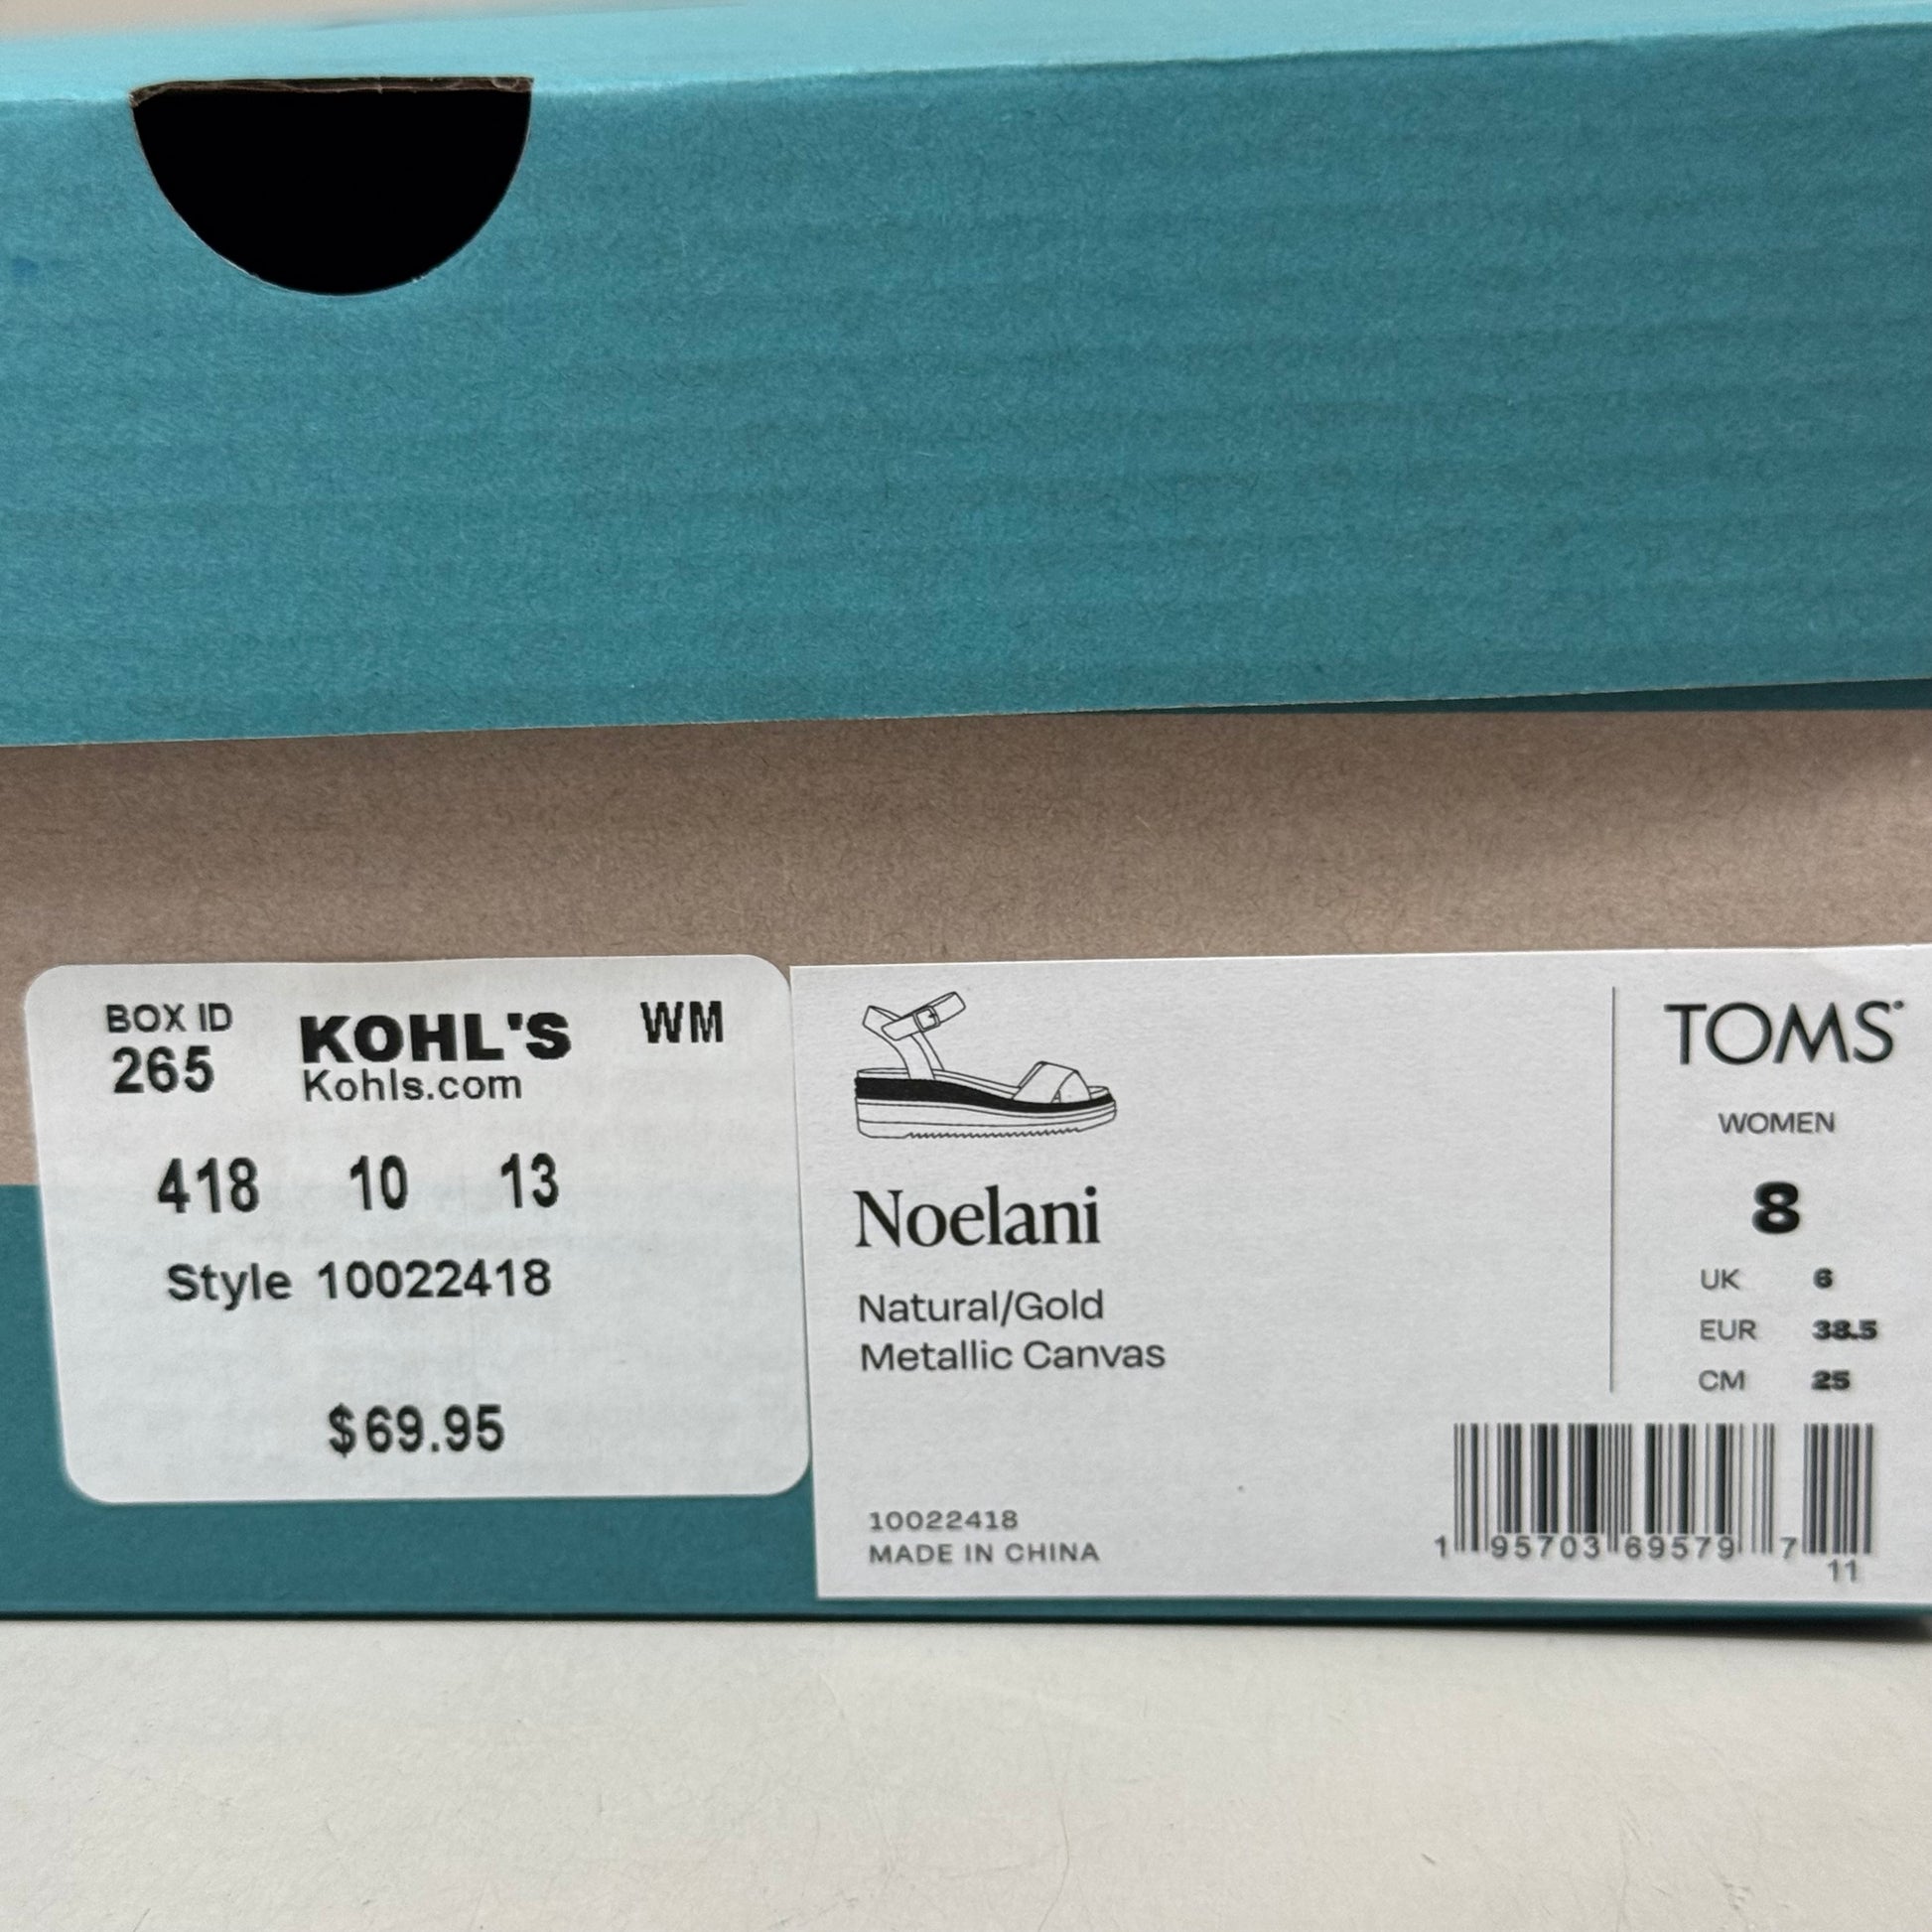 BOX ID
265
KOHL'S
Kohls.com
WM
418 10 13
Style 10022418
$69.95
Noelani
Natural/Gold
Metallic Canvas
10022418
MADE IN CHINA
TOMS
WOMEN
8
UK 6
EUR 38.5
CM 25
1 95703 69579 7
11